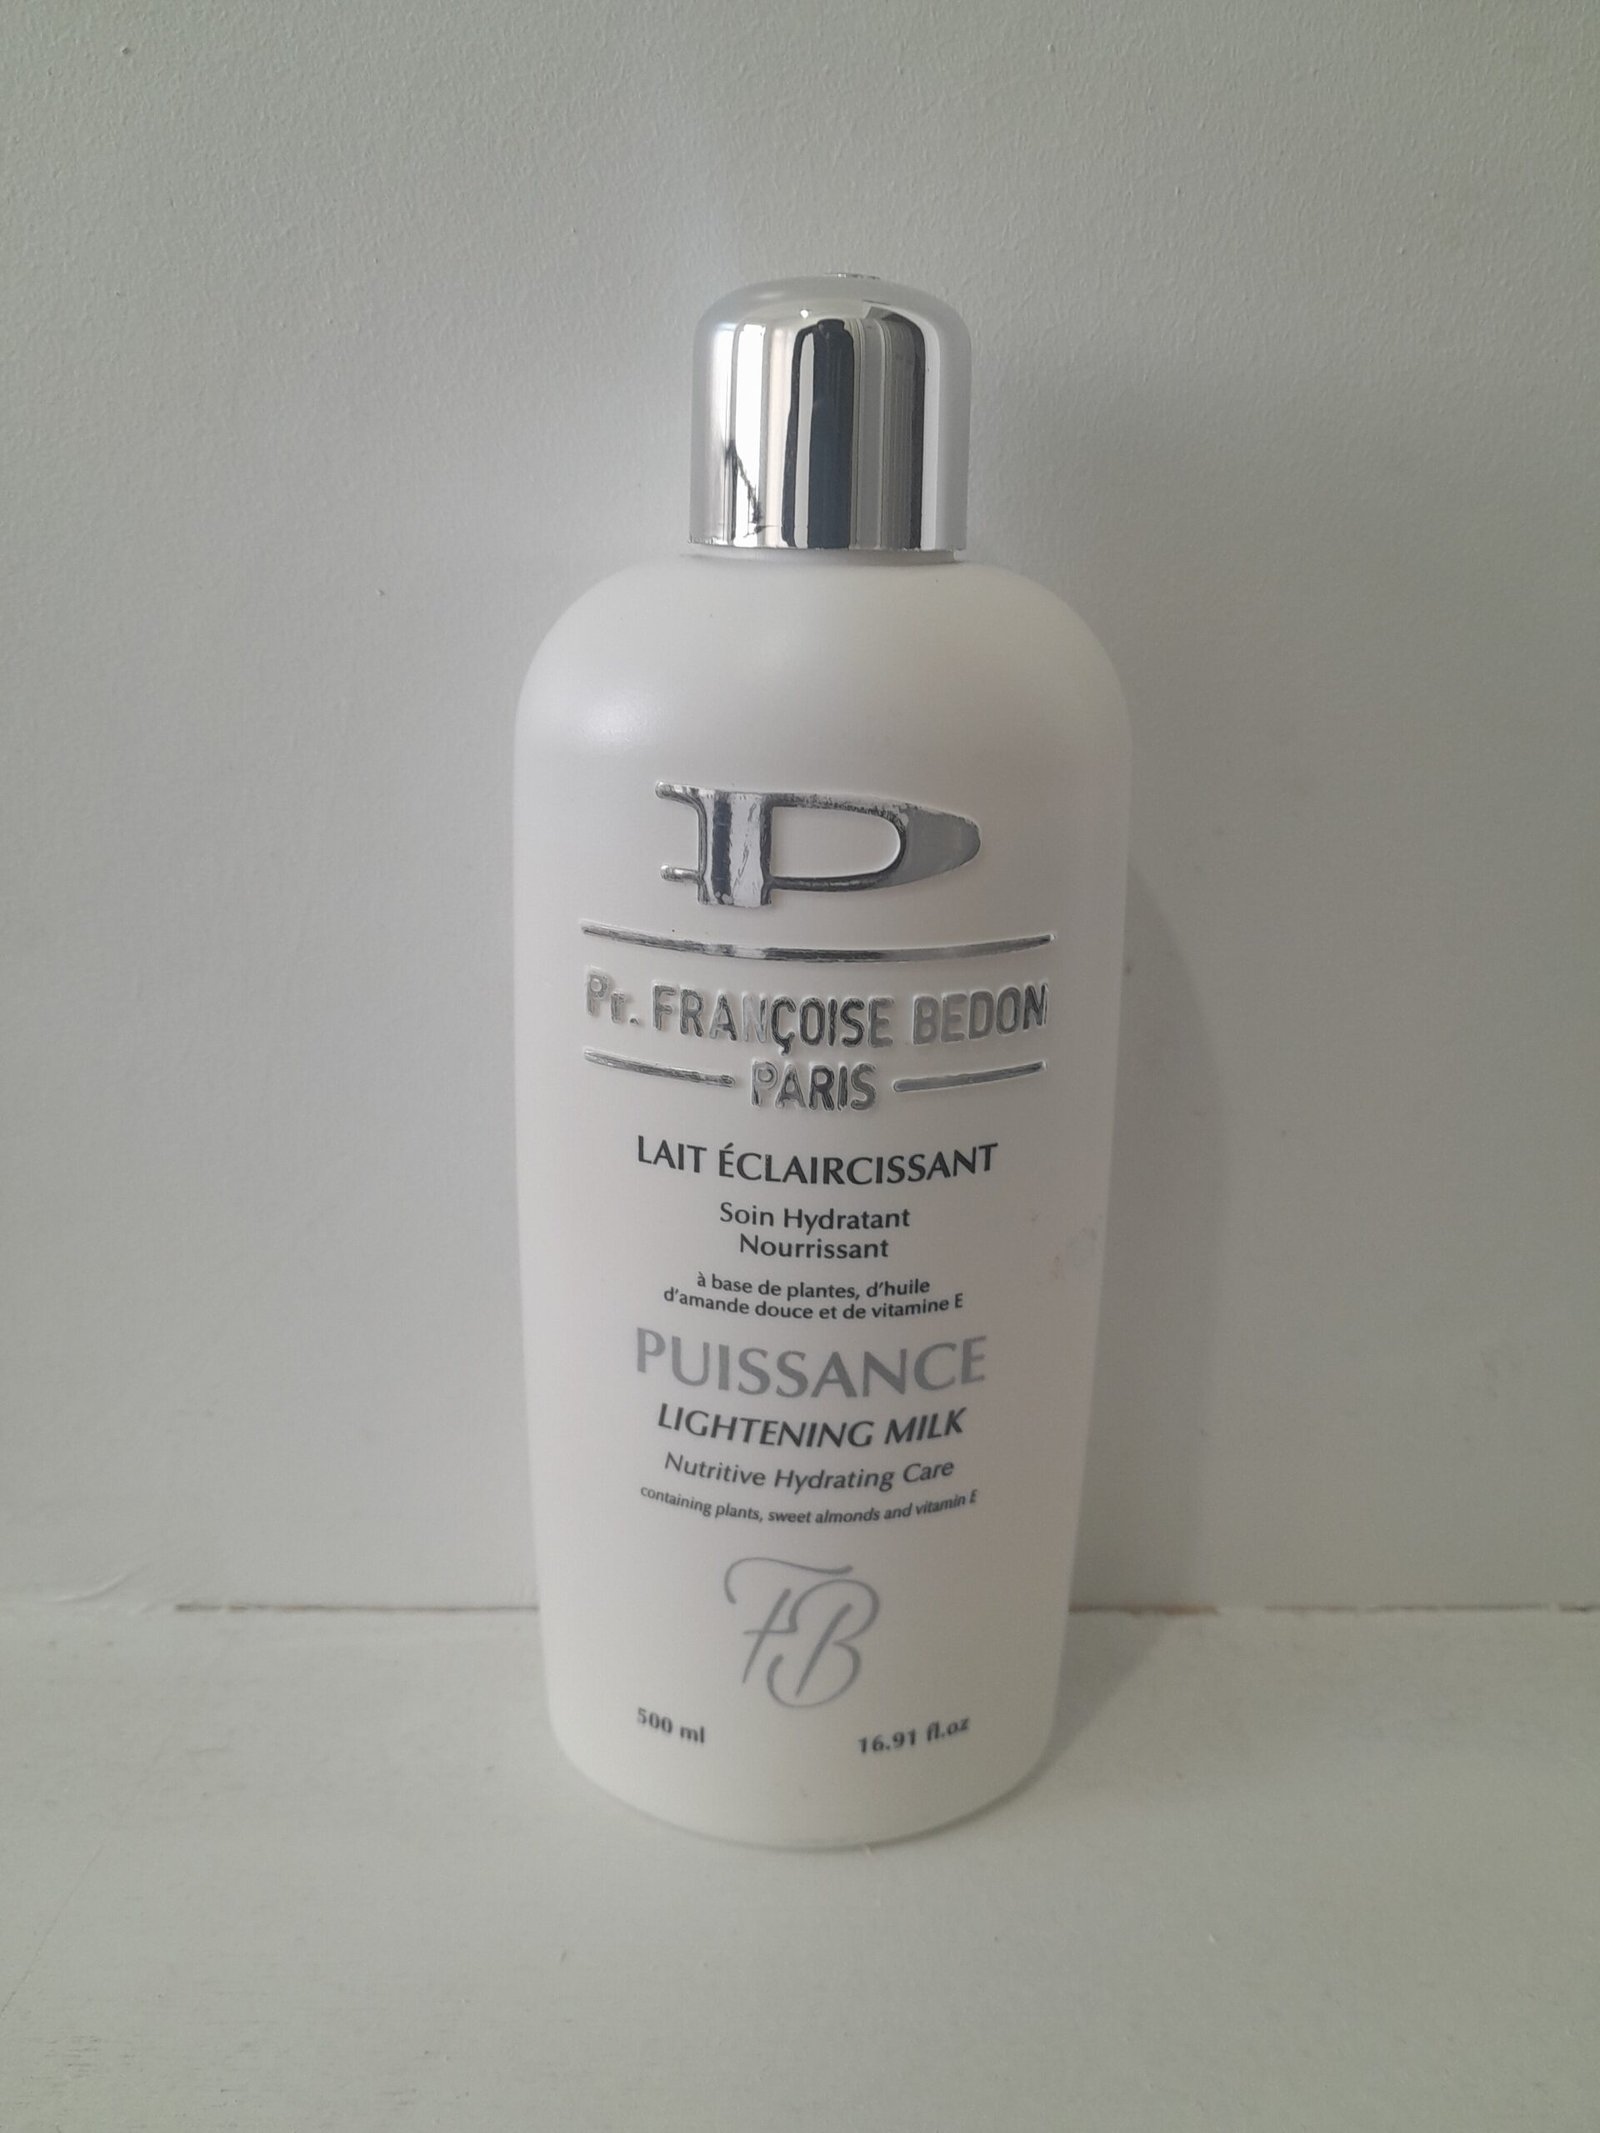 Pr. FRANÇOISE BEDON
PARIS
LAIT ÉCLAIRCISSANT
Soin Hydratant
Nourrissant
à base de plantes, d'huile
d'amande douce et de vitamine E
PUISSANCE
LIGHTENING MILK
Nutritive Hydrating Care
containing plants, sweet almonds and vitamin E
FB
500 ml 16.91 fl.oz